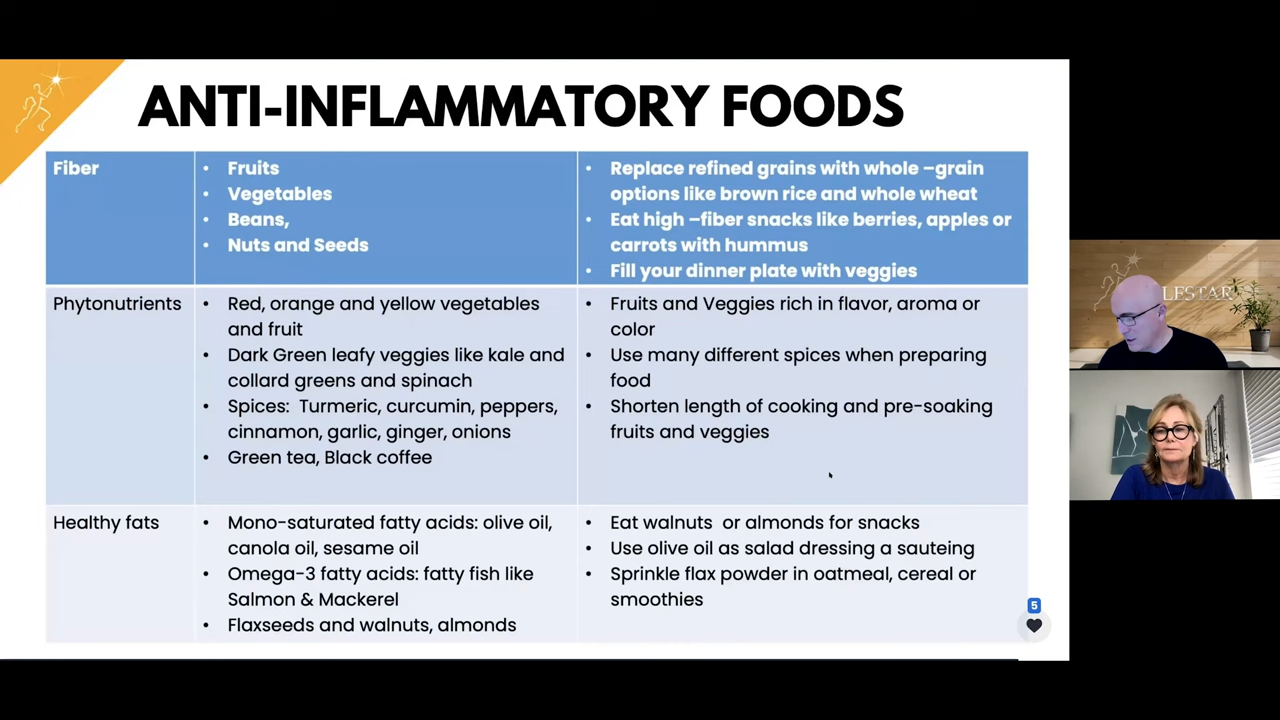 ANTI-INFLAMMATORY FOODS
Fiber
• Fruits
• Vegetables
• Beans,
• Nuts and Seeds
• Replace refined grains with whole –grain
options like brown rice and whole wheat
• Eat high –fiber snacks like berries, apples or
carrots with hummus
• Fill your dinner plate with veggies
Phytonutrients
• Red, orange and yellow vegetables
and fruit
• Dark Green leafy veggies like kale and
collard greens and spinach
• Spices: Turmeric, curcumin, peppers,
cinnamon, garlic, ginger, onions
• Green tea, Black coffee
• Fruits and Veggies rich in flavor, aroma or
color
• Use many different spices when preparing
food
• Shorten length of cooking and pre-soaking
fruits and veggies
Healthy fats
• Mono-saturated fatty acids: olive oil,
canola oil, sesame oil
• Omega-3 fatty acids: fatty fish like
Salmon & Mackerel
• Flaxseeds and walnuts, almonds
• Eat walnuts or almonds for snacks
• Use olive oil as salad dressing a sauteing
• Sprinkle flax powder in oatmeal, cereal or
smoothies
5
LESTAR